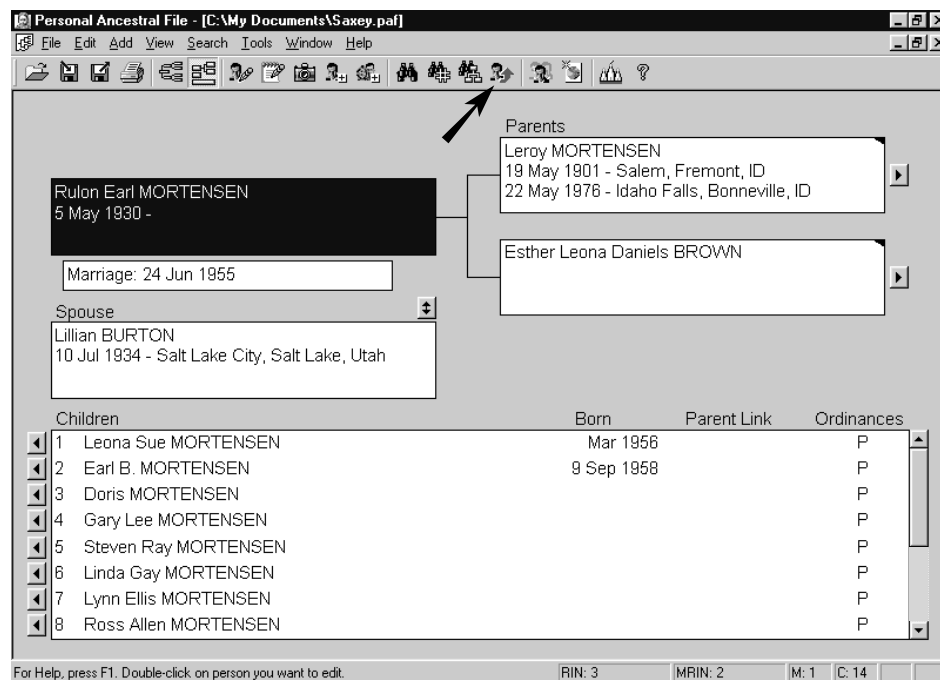 Personal Ancestral File - [C:\My Documents\Saxey.paf]
File Edit Add View Search Tools Window Help
Parents
Leroy MORTENSEN
19 May 1901 - Salem, Fremont, ID
22 May 1976 - Idaho Falls, Bonneville, ID
Rulon Earl MORTENSEN
5 May 1930 -
Esther Leona Daniels BROWN
Marriage: 24 Jun 1955
Spouse
Lillian BURTON
10 Jul 1934 - Salt Lake City, Salt Lake, Utah
Children Born Parent Link Ordinances
1 Leona Sue MORTENSEN Mar 1956 P
2 Earl B. MORTENSEN 9 Sep 1958 P
3 Doris MORTENSEN P
4 Gary Lee MORTENSEN P
5 Steven Ray MORTENSEN P
6 Linda Gay MORTENSEN P
7 Lynn Ellis MORTENSEN P
8 Ross Allen MORTENSEN P
For Help, press F1. Double-click on person you want to edit. RIN: 3 MRIN: 2 M: 1 C: 14